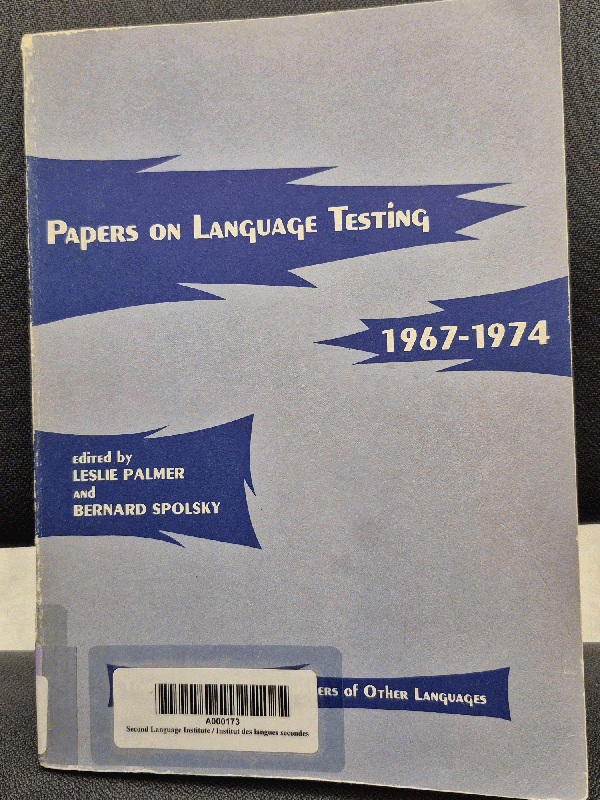 Papers on Language Testing
1967-1974
edited by
LESLIE PALMER
and
BERNARD SPOLSKY
ers of Other Languages
A000173
Second Language Institute / Institut des langues secondes